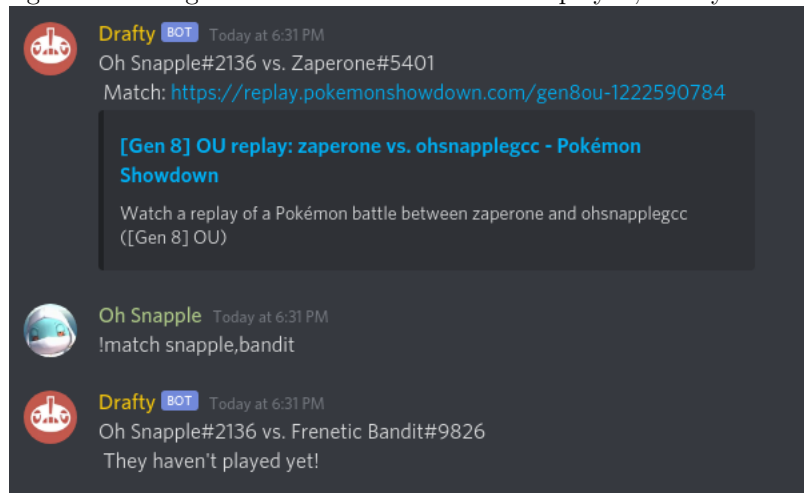 Drafty BOT Today at 6:31 PM
Oh Snapple#2136 vs. Zaperone#5401
Match: https://replay.pokemonshowdown.com/gen8ou-1222590784
[Gen 8] OU replay: zaperone vs. ohsnapplegcc - Pokémon
Showdown
Watch a replay of a Pokémon battle between zaperone and ohsnapplegcc
([Gen 8] OU)
Oh Snapple Today at 6:31 PM
!match snapple,bandit
Drafty BOT Today at 6:31 PM
Oh Snapple#2136 vs. Frenetic Bandit#9826
They haven't played yet!